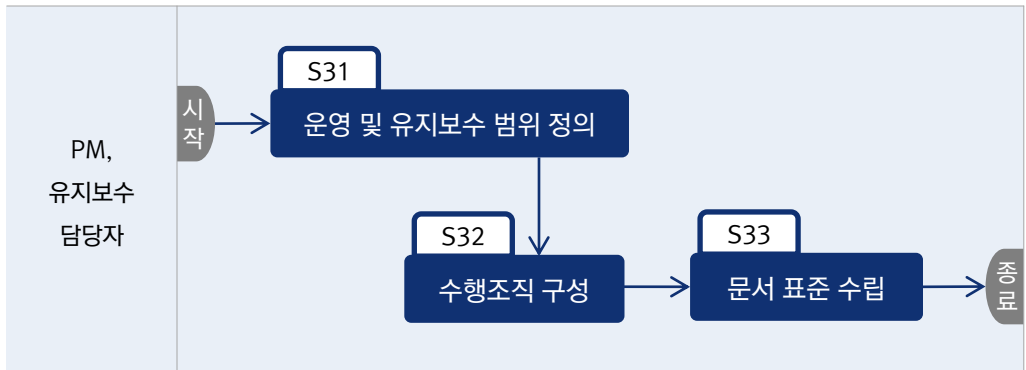 PM,
유지보수
담당자
시
작
S31
운영 및 유지보수 범위 정의
S32
수행조직 구성
S33
문서 표준 수립
종
료